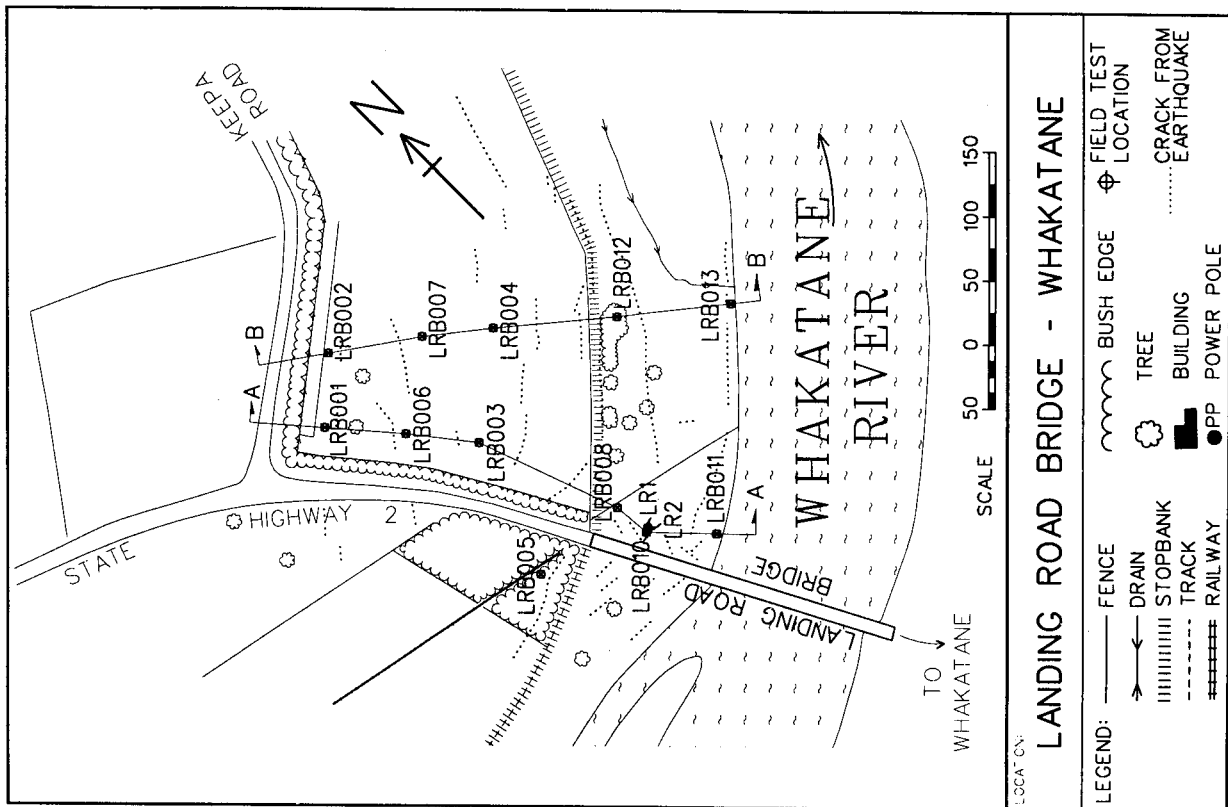 KEEPA
ROAD
N
B
A
LRB002
LRB001
LRB007
LRB006
LRB004
LRB003
STATE HIGHWAY 2
LRB012
LRB008
LRB005
LR1
LR2
LRB010
LRB013
LRB011
B
A
LANDING ROAD
BRIDGE
WHAKATANE
RIVER
TO
WHAKATANE
SCALE
50 0 50 100 150
LANDING ROAD BRIDGE - WHAKATANE
LEGEND:
FENCE
DRAIN
STOPBANK
TRACK
RAILWAY
BUSH EDGE
TREE
BUILDING
PP POWER POLE
FIELD TEST
LOCATION
CRACK FROM
EARTHQUAKE